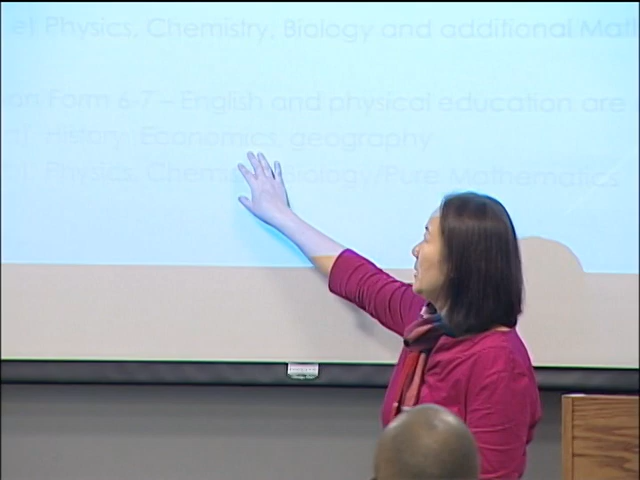 e) Physics, Chemistry, Biology and additional Math
Form 6-7 – English and physical education are
History, Economics, geography
Physics, Biology/Pure Mathematics